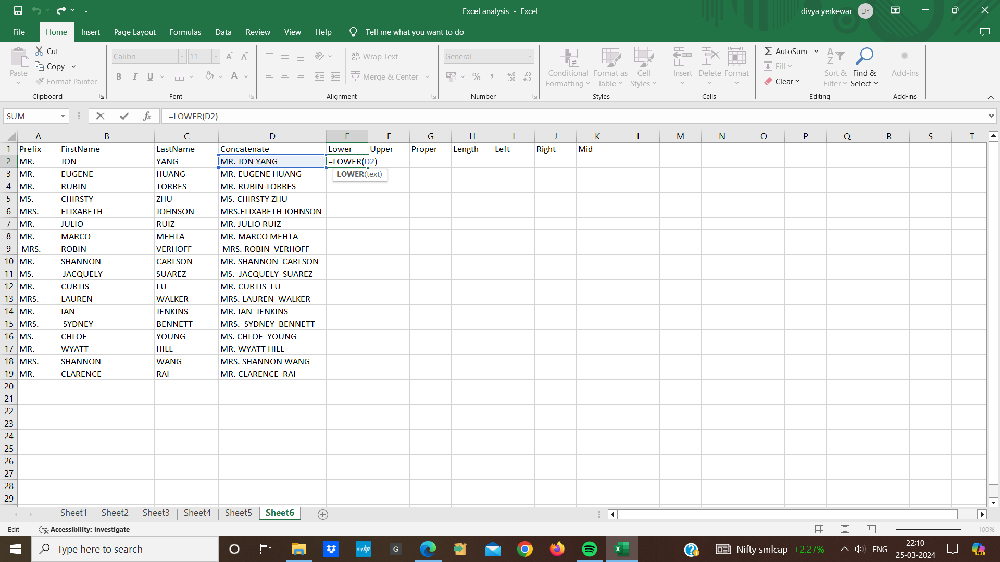 Excel analysis - Excel
divya yerkewar DY
File Home Insert Page Layout Formulas Data Review View Help Tell me what you want to do
Paste
Cut
Copy
Format Painter
Clipboard
Calibri 11
B I U
Font
Wrap Text
Merge & Center
Alignment
General
Number
Conditional Formatting
Format as Table
Cell Styles
Styles
Insert Delete Format
Cells
AutoSum
Fill
Clear
Sort & Filter
Find & Select
Editing
Add-ins
Add-ins
SUM fx =LOWER(D2)
A B C D E F G H I J K L M N O P Q R S T
1 Prefix FirstName LastName Concatenate Lower Upper Proper Length Left Right Mid
2 MR. JON YANG MR. JON YANG =LOWER(D2)
LOWER(text)
3 MR. EUGENE HUANG MR. EUGENE HUANG
4 MR. RUBIN TORRES MR. RUBIN TORRES
5 MS. CHIRSTY ZHU MS. CHIRSTY ZHU
6 MRS. ELIXABETH JOHNSON MRS.ELIXABETH JOHNSON
7 MR. JULIO RUIZ MR. JULIO RUIZ
8 MR. MARCO MEHTA MR. MARCO MEHTA
9 MRS. ROBIN VERHOFF MRS. ROBIN VERHOFF
10 MR. SHANNON CARLSON MR. SHANNON CARLSON
11 MS. JACQUELY SUAREZ MS. JACQUELY SUAREZ
12 MR. CURTIS LU MR. CURTIS LU
13 MRS. LAUREN WALKER MRS. LAUREN WALKER
14 MR. IAN JENKINS MR. IAN JENKINS
15 MRS. SYDNEY BENNETT MRS. SYDNEY BENNETT
16 MS. CHLOE YOUNG MS. CHLOE YOUNG
17 MR. WYATT HILL MR. WYATT HILL
18 MRS. SHANNON WANG MRS. SHANNON WANG
19 MR. CLARENCE RAI MR. CLARENCE RAI
20
21
22
23
24
25
26
27
28
29
Sheet1 Sheet2 Sheet3 Sheet4 Sheet5 Sheet6
Edit Accessibility: Investigate 100%
Type here to search
myhp
G
Nifty smlcap +2.27%
ENG
22:10
25-03-2024
PRE